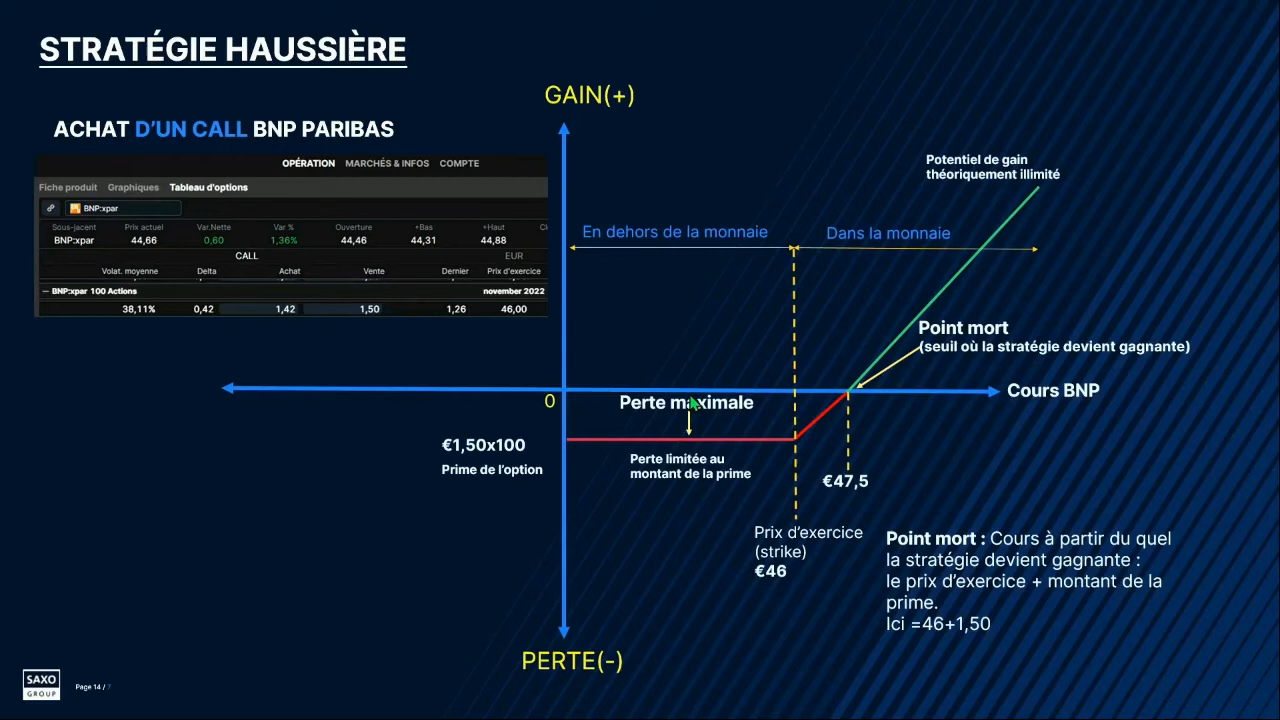 STRATÉGIE HAUSSIÈRE
GAIN(+)
ACHAT D'UN CALL BNP PARIBAS
OPÉRATION MARCHÉS & INFOS COMPTE
Fiche produit Graphiques Tableau d'options
BNP:xpar
Sous-jacent Prix actuel Var.Nette Var % Ouverture +Bas +Haut
BNP:xpar 44,66 0,60 1,36% 44,46 44,31 44,88
CALL EUR
Volat. moyenne Delta Achat Vente Dernier Prix d'exercice
BNP:xpar 100 Actions november 2022
38,11% 0,42 1,42 1,50 1,26 46,00
Potentiel de gain
théoriquement illimité
En dehors de la monnaie
Dans la monnaie
Point mort
(seuil où la stratégie devient gagnante)
Cours BNP
0
Perte maximale
€1,50x100
Prime de l'option
Perte limitée au
montant de la prime
€47,5
Prix d'exercice
(strike)
€46
Point mort : Cours à partir du quel
la stratégie devient gagnante :
le prix d'exercice + montant de la
prime.
Ici =46+1,50
PERTE(-)
SAXO
GROUP
Page 14 / 7